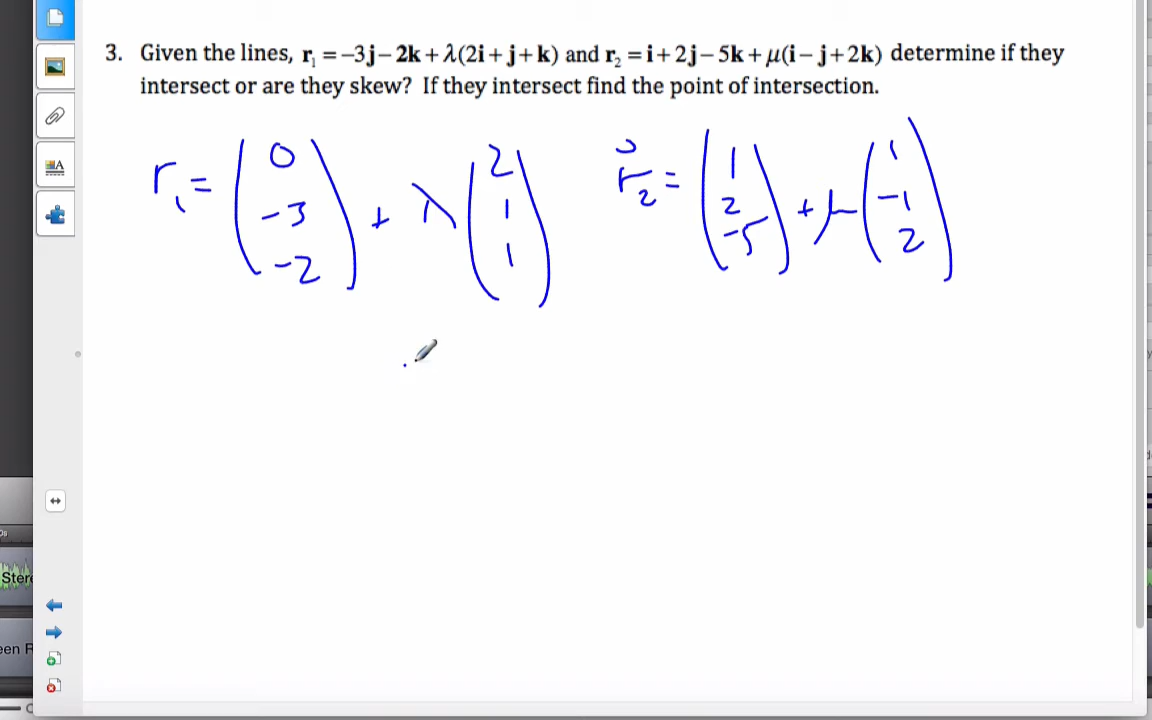 3. Given the lines, r₁ = −3j − 2k + λ(2i + j + k) and r₂ = i + 2j − 5k + μ(i − j + 2k) determine if they
intersect or are they skew? If they intersect find the point of intersection.
r₁ = (0 -3 -2) + λ (2 1 1) r₂ = (1 2 -5) + μ (1 -1 2)
A
Ster
een R